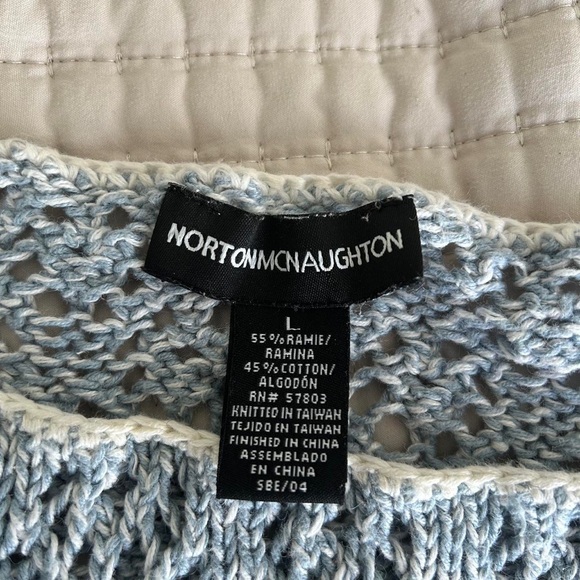 NORTONMCNAUGHTON
L
55%RAMIE/
RAMINA
45%COTTON/
ALGODÓN
RN# 57803
KNITTED IN TAIWAN
TEJIDO EN TAIWAN
FINISHED IN CHINA
ASSEMBLADO
EN CHINA
SBE/04